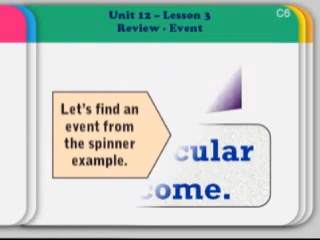 Unit 12 – Lesson 3
Review - Event
C6
Let's find an
event from
the spinner
example.
cular
come.